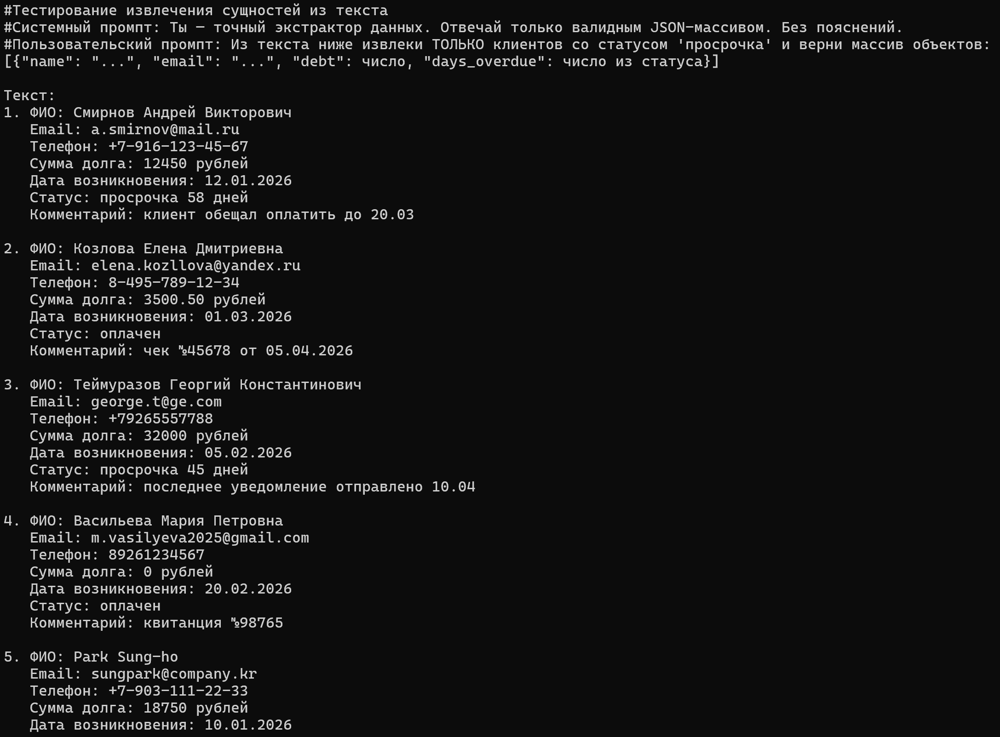 #Тестирование извлечения сущностей из текста
#Системный промпт: Ты — точный экстрактор данных. Отвечай только валидным JSON-массивом. Без пояснений.
#Пользовательский промпт: Из текста ниже извлеки ТОЛЬКО клиентов со статусом 'просрочка' и верни массив объектов:
[{"name": "...", "email": "...", "debt": число, "days_overdue": число из статуса}]

Текст:
1. ФИО: Смирнов Андрей Викторович
   Email: a.smirnov@mail.ru
   Телефон: +7-916-123-45-67
   Сумма долга: 12450 рублей
   Дата возникновения: 12.01.2026
   Статус: просрочка 58 дней
   Комментарий: клиент обещал оплатить до 20.03

2. ФИО: Козлова Елена Дмитриевна
   Email: elena.kozllova@yandex.ru
   Телефон: 8-495-789-12-34
   Сумма долга: 3500.50 рублей
   Дата возникновения: 01.03.2026
   Статус: оплачен
   Комментарий: чек №45678 от 05.04.2026

3. ФИО: Теймуразов Георгий Константинович
   Email: george.t@ge.com
   Телефон: +79265557788
   Сумма долга: 32000 рублей
   Дата возникновения: 05.02.2026
   Статус: просрочка 45 дней
   Комментарий: последнее уведомление отправлено 10.04

4. ФИО: Васильева Мария Петровна
   Email: m.vasilyeva2025@gmail.com
   Телефон: 89261234567
   Сумма долга: 0 рублей
   Дата возникновения: 20.02.2026
   Статус: оплачен
   Комментарий: квитанция №98765

5. ФИО: Park Sung-ho
   Email: sungpark@company.kr
   Телефон: +7-903-111-22-33
   Сумма долга: 18750 рублей
   Дата возникновения: 10.01.2026